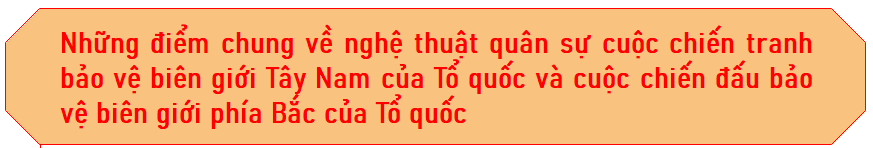 Những điểm chung về nghệ thuật quân sự cuộc chiến tranh
bảo vệ biên giới Tây Nam của Tổ quốc và cuộc chiến đấu bảo
vệ biên giới phía Bắc của Tổ quốc